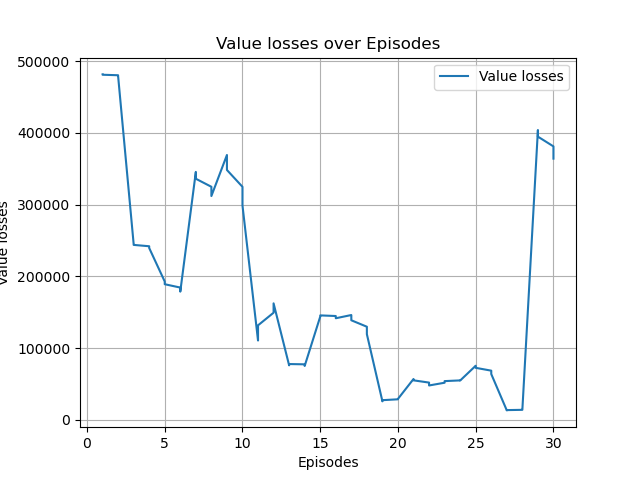 Value losses over Episodes
Value losses
500000
400000
300000
200000
100000
0
Value losses
0 5 10 15 20 25 30
Episodes